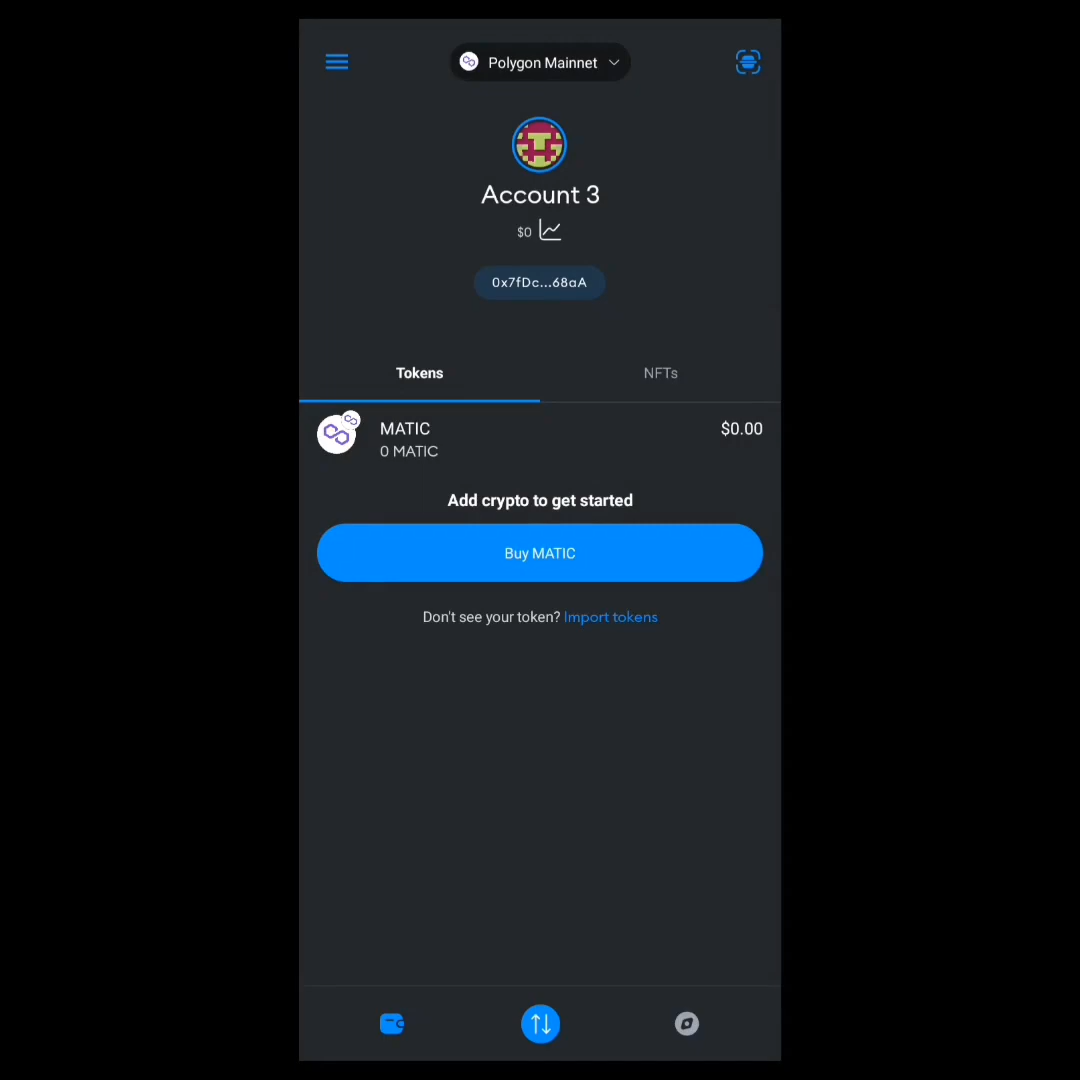 Polygon Mainnet
Account 3
$0
0x7fDc...68aA
Tokens
NFTs
MATIC
$0.00
0 MATIC
Add crypto to get started
Buy MATIC
Don't see your token? Import tokens